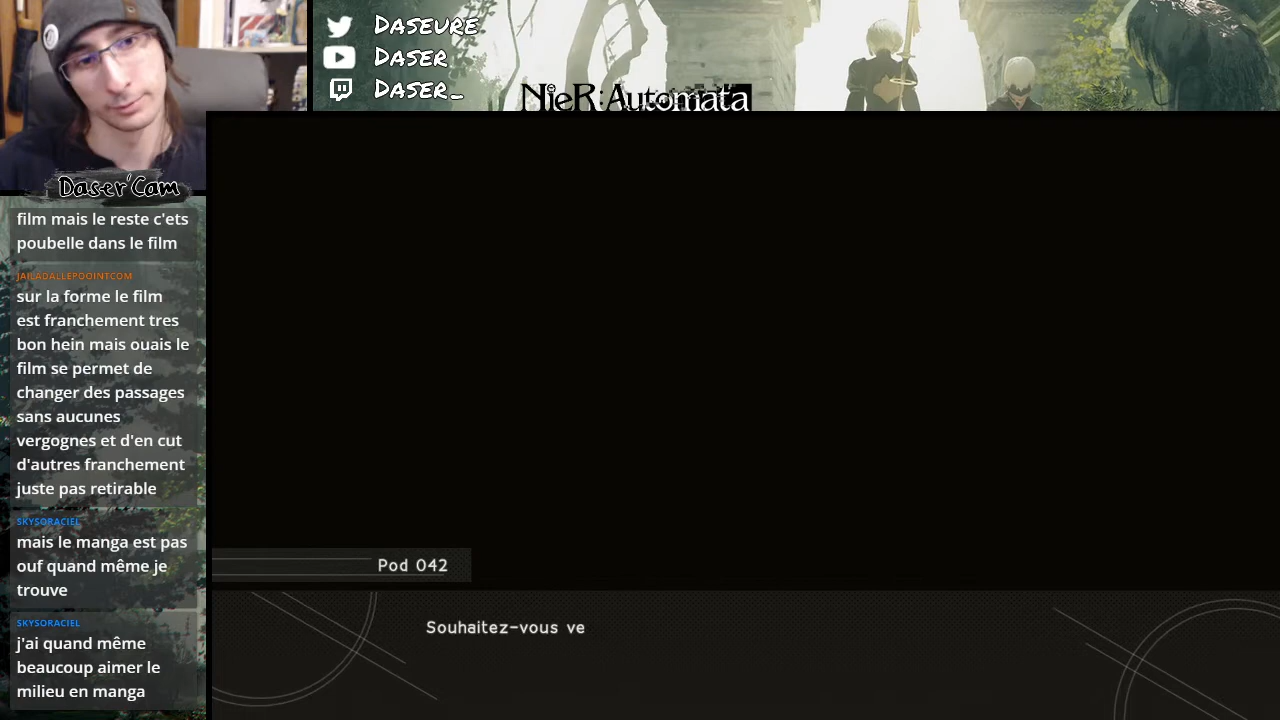 Daseure
Daser
Daser_
NieR:Automata
Daser'Cam
film mais le reste c'ets
poubelle dans le film
JAILADALLEPOOINTCOM
sur la forme le film
est franchement tres
bon hein mais ouais le
film se permet de
changer des passages
sans aucunes
vergognes et d'en cut
d'autres franchement
juste pas retirable
SKYSORACIEL
mais le manga est pas
ouf quand même je
trouve
SKYSORACIEL
j'ai quand même
beaucoup aimer le
milieu en manga
Pod 042
Souhaitez-vous ve